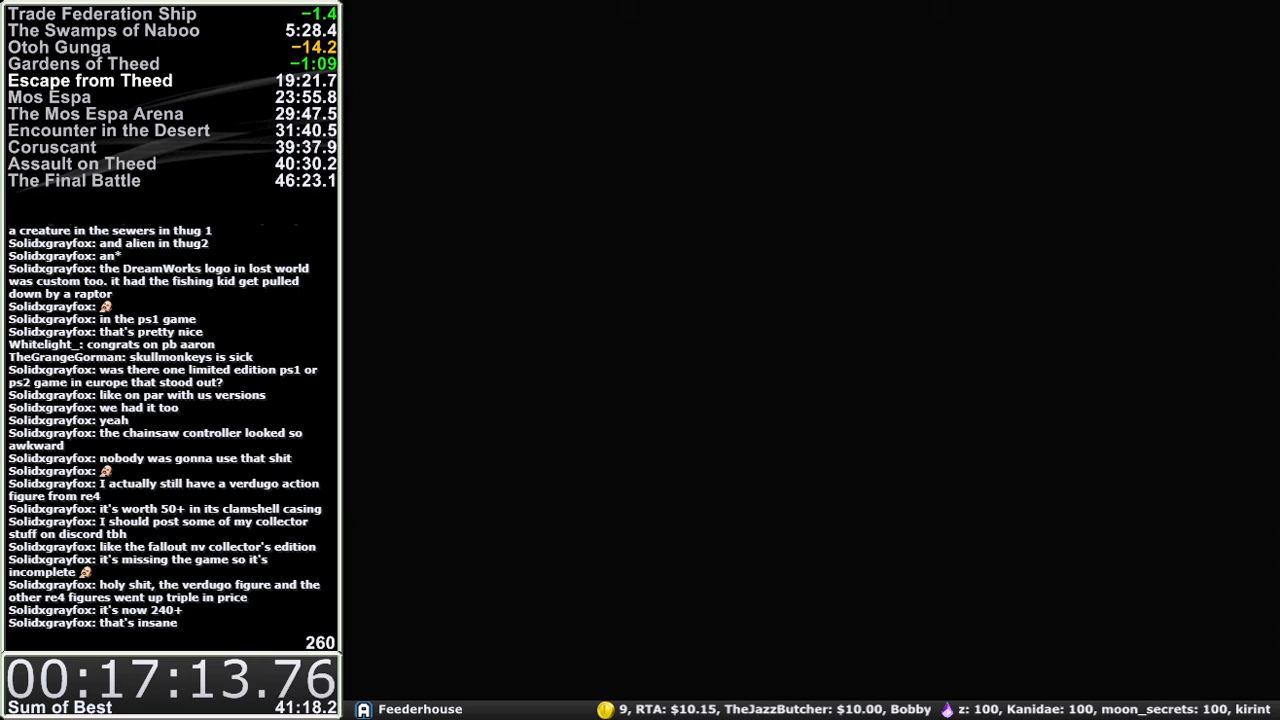 Trade Federation Ship −1.4
The Swamps of Naboo 5:28.4
Otoh Gunga −14.2
Gardens of Theed −1:09
Escape from Theed 19:21.7
Mos Espa 23:55.8
The Mos Espa Arena 29:47.5
Encounter in the Desert 31:40.5
Coruscant 39:37.9
Assault on Theed 40:30.2
The Final Battle 46:23.1
a creature in the sewers in thug 1
Solidxgrayfox: and alien in thug2
Solidxgrayfox: an*
Solidxgrayfox: the DreamWorks logo in lost world
was custom too. it had the fishing kid get pulled
down by a raptor
Solidxgrayfox:
Solidxgrayfox: in the ps1 game
Solidxgrayfox: that's pretty nice
Whitelight_: congrats on pb aaron
TheGrangeGorman: skullmonkeys is sick
Solidxgrayfox: was there one limited edition ps1 or
ps2 game in europe that stood out?
Solidxgrayfox: like on par with us versions
Solidxgrayfox: we had it too
Solidxgrayfox: yeah
Solidxgrayfox: the chainsaw controller looked so
awkward
Solidxgrayfox: nobody was gonna use that shit
Solidxgrayfox:
Solidxgrayfox: I actually still have a verdugo action
figure from re4
Solidxgrayfox: it's worth 50+ in its clamshell casing
Solidxgrayfox: I should post some of my collector
stuff on discord tbh
Solidxgrayfox: like the fallout nv collector's edition
Solidxgrayfox: it's missing the game so it's
incomplete
Solidxgrayfox: holy shit, the verdugo figure and the
other re4 figures went up triple in price
Solidxgrayfox: it's now 240+
Solidxgrayfox: that's insane
260
00:17:13.76
Sum of Best 41:18.2
A Feederhouse 9, RTA: $10.15, TheJazzButcher: $10.00, Bobby z: 100, Kanidae: 100, moon_secrets: 100, kirint